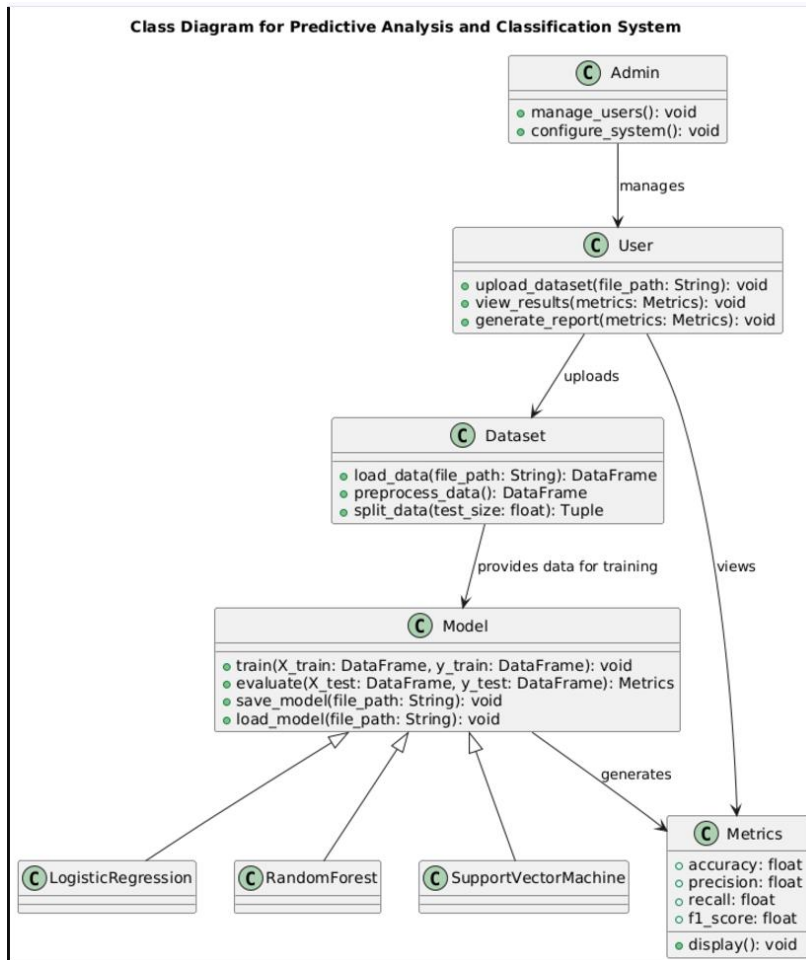 Class Diagram for Predictive Analysis and Classification System
C Admin
manage_users(): void
configure_system(): void
manages
C User
upload_dataset(file_path: String): void
view_results(metrics: Metrics): void
generate_report(metrics: Metrics): void
uploads
C Dataset
load_data(file_path: String): DataFrame
preprocess_data(): DataFrame
split_data(test_size: float): Tuple
provides data for training
views
C Model
train(X_train: DataFrame, y_train: DataFrame): void
evaluate(X_test: DataFrame, y_test: DataFrame): Metrics
save_model(file_path: String): void
load_model(file_path: String): void
generates
C LogisticRegression
C RandomForest
C SupportVectorMachine
C Metrics
accuracy: float
precision: float
recall: float
f1_score: float
display(): void